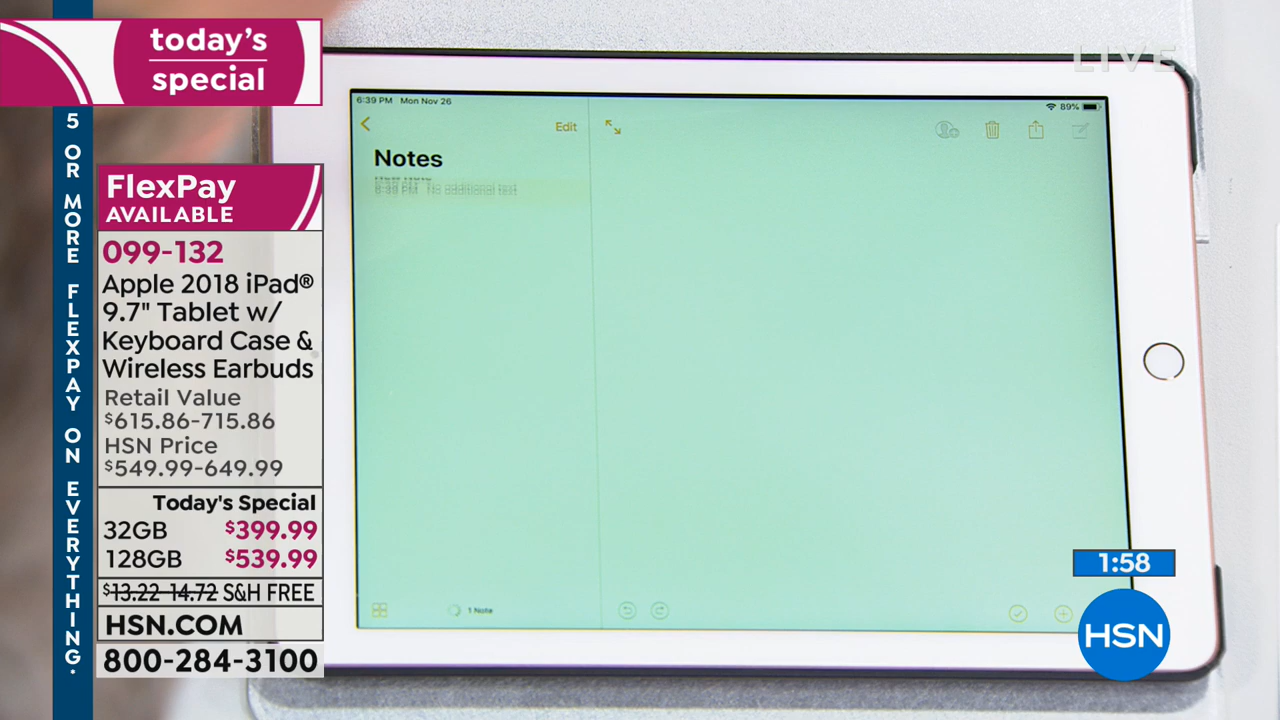 today's
special
5 OR MORE FLEXPAY ON EVERYTHING.
FlexPay
AVAILABLE
099-132
Apple 2018 iPad®
9.7" Tablet w/
Keyboard Case &
Wireless Earbuds
Retail Value
$615.86-715.86
HSN Price
$549.99-649.99
Today's Special
32GB $399.99
128GB $539.99
$13.22-14.72 S&H FREE
HSN.COM
800-284-3100
LIVE
6:39 PM Mon Nov 26
89%
Edit
Notes
No additional text
1 Note
1:58
HSN